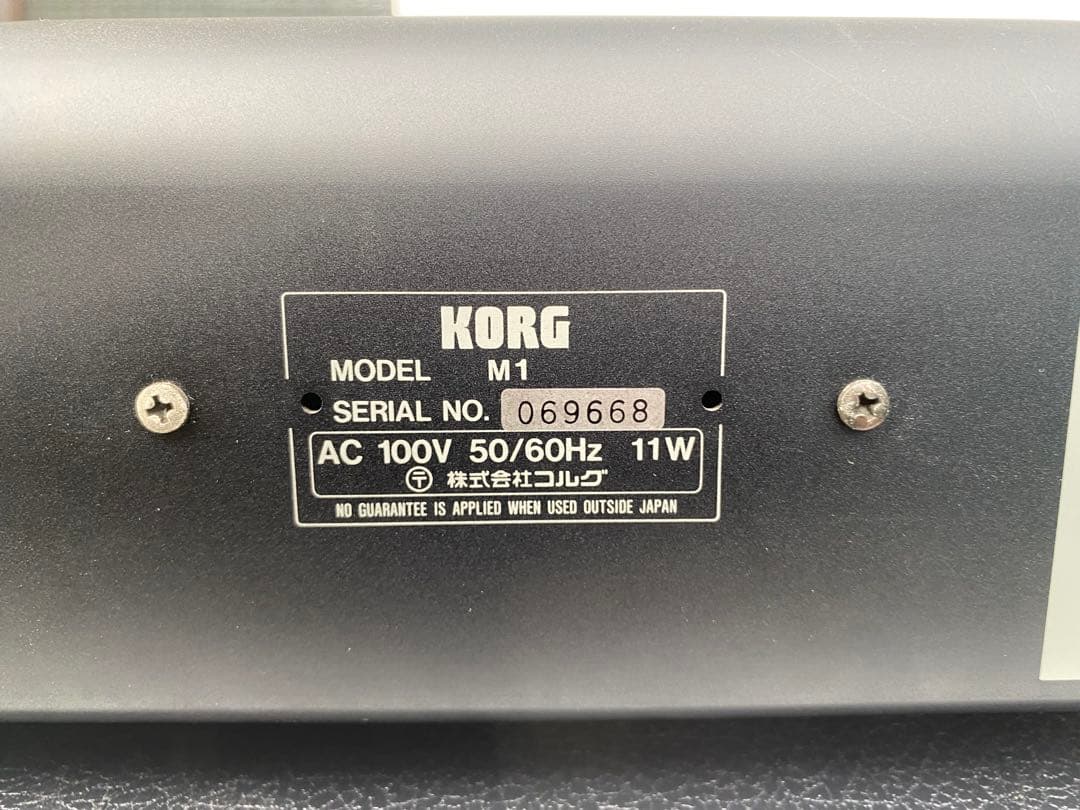 KORG
MODEL M1
SERIAL NO. 069668
AC 100V 50/60Hz 11W
〒 株式会社コルグ
NO GUARANTEE IS APPLIED WHEN USED OUTSIDE JAPAN